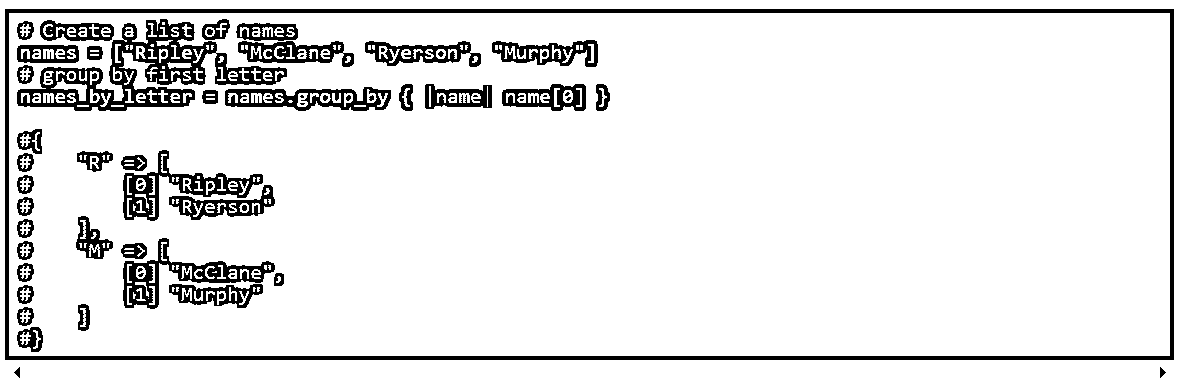 # Create a list of names
names = ["Ripley", "McClane", "Ryerson", "Murphy"]
# group by first letter
names_by_letter = names.group_by { |name| name[0] }

#{
#    "R" => [
#        [0] "Ripley",
#        [1] "Ryerson"
#    ],
#    "M" => [
#        [0] "McClane",
#        [1] "Murphy"
#    ]
#}